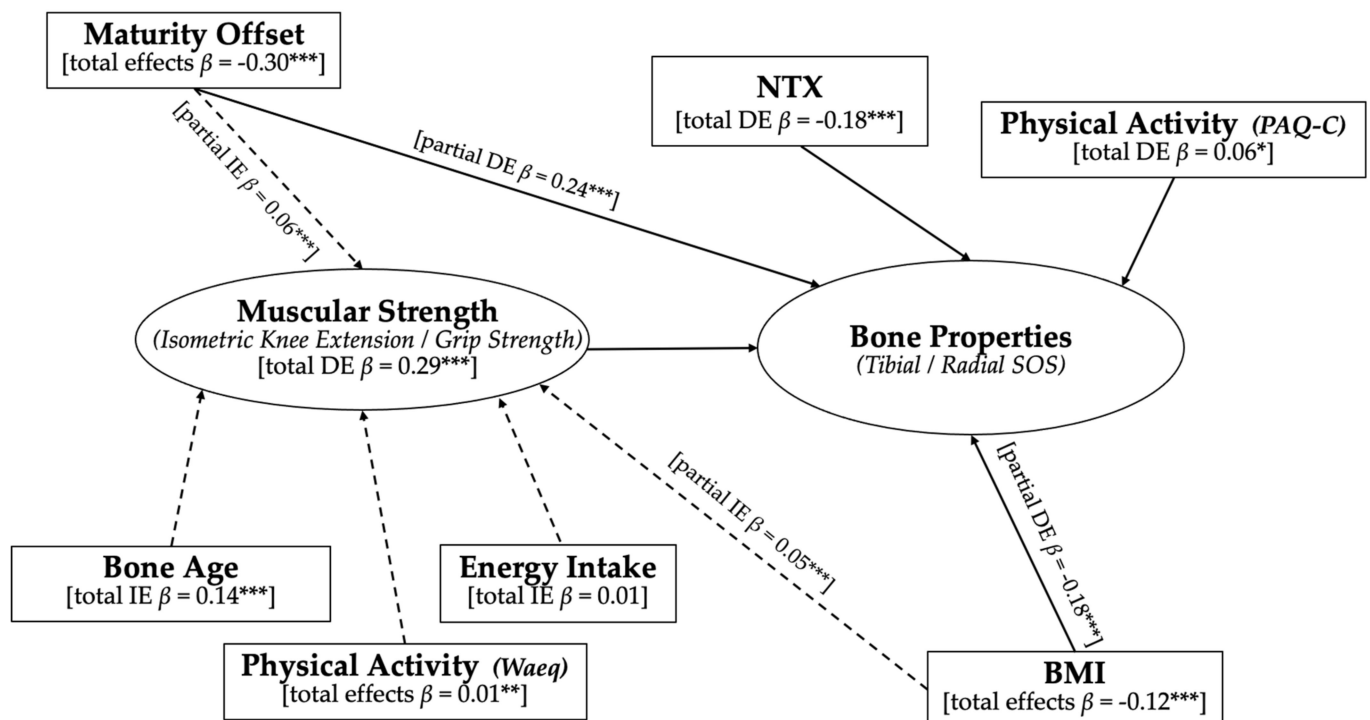 Maturity Offset
[total effects β = -0.30***]
NTX
[total DE β = -0.18***]
Physical Activity (PAQ-C)
[total DE β = 0.06*]
[partial IE β = 0.06***]
[partial DE β = 0.24***]
Muscular Strength
(Isometric Knee Extension / Grip Strength)
[total DE β = 0.29***]
Bone Properties
(Tibial / Radial SOS)
[partial IE β = 0.05***]
[partial DE β = -0.18***]
Bone Age
[total IE β = 0.14***]
Energy Intake
[total IE β = 0.01]
Physical Activity (Waeq)
[total effects β = 0.01**]
BMI
[total effects β = -0.12***]